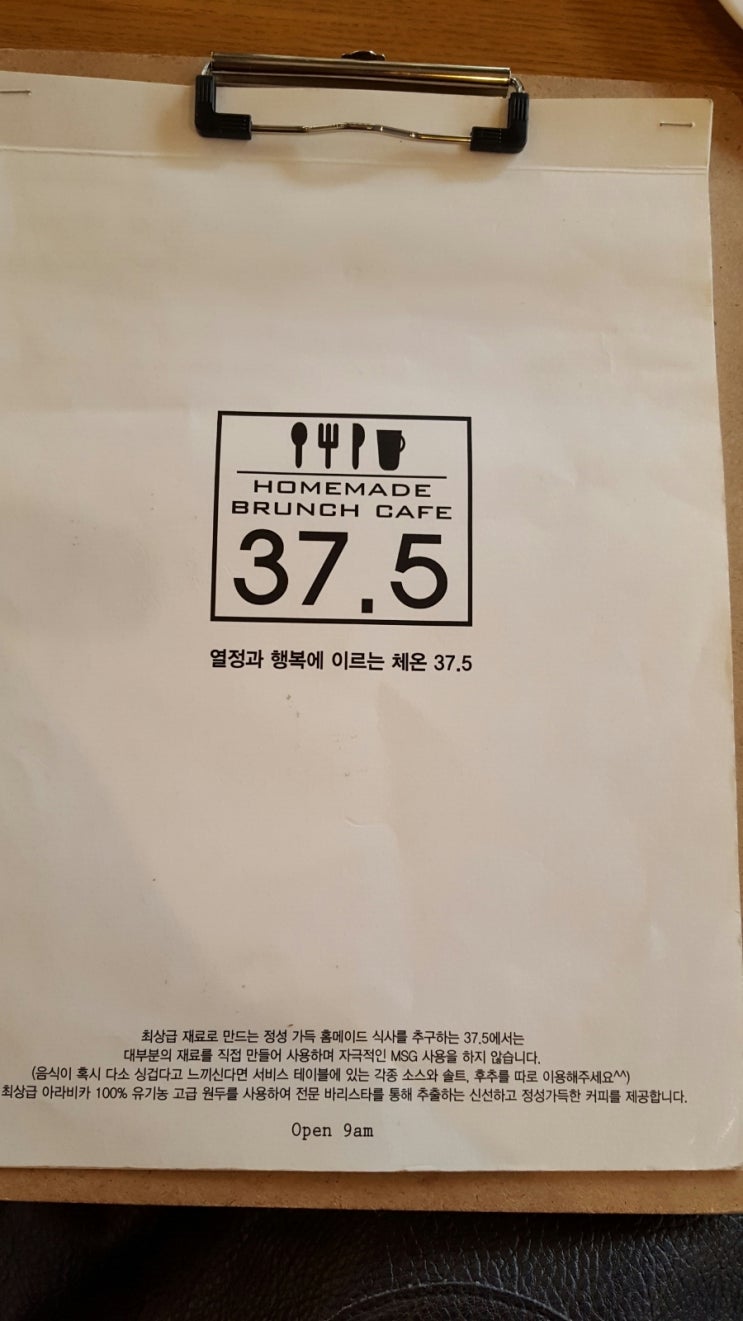 HOMEMADE
BRUNCH CAFE
37.5
열정과 행복에 이르는 체온 37.5
최상급 재료로 만드는 정성 가득 홈메이드 식사를 추구하는 37.5에서는
대부분의 재료를 직접 만들어 사용하며 자극적인 MSG 사용을 하지 않습니다.
(음식이 혹시 다소 싱겁다고 느끼신다면 서비스 테이블에 있는 각종 소스와 솔트, 후추를 따로 이용해주세요^^)
최상급 아라비카 100% 유기농 고급 원두를 사용하여 전문 바리스타를 통해 추출하는 신선하고 정성가득한 커피를 제공합니다.
Open 9am